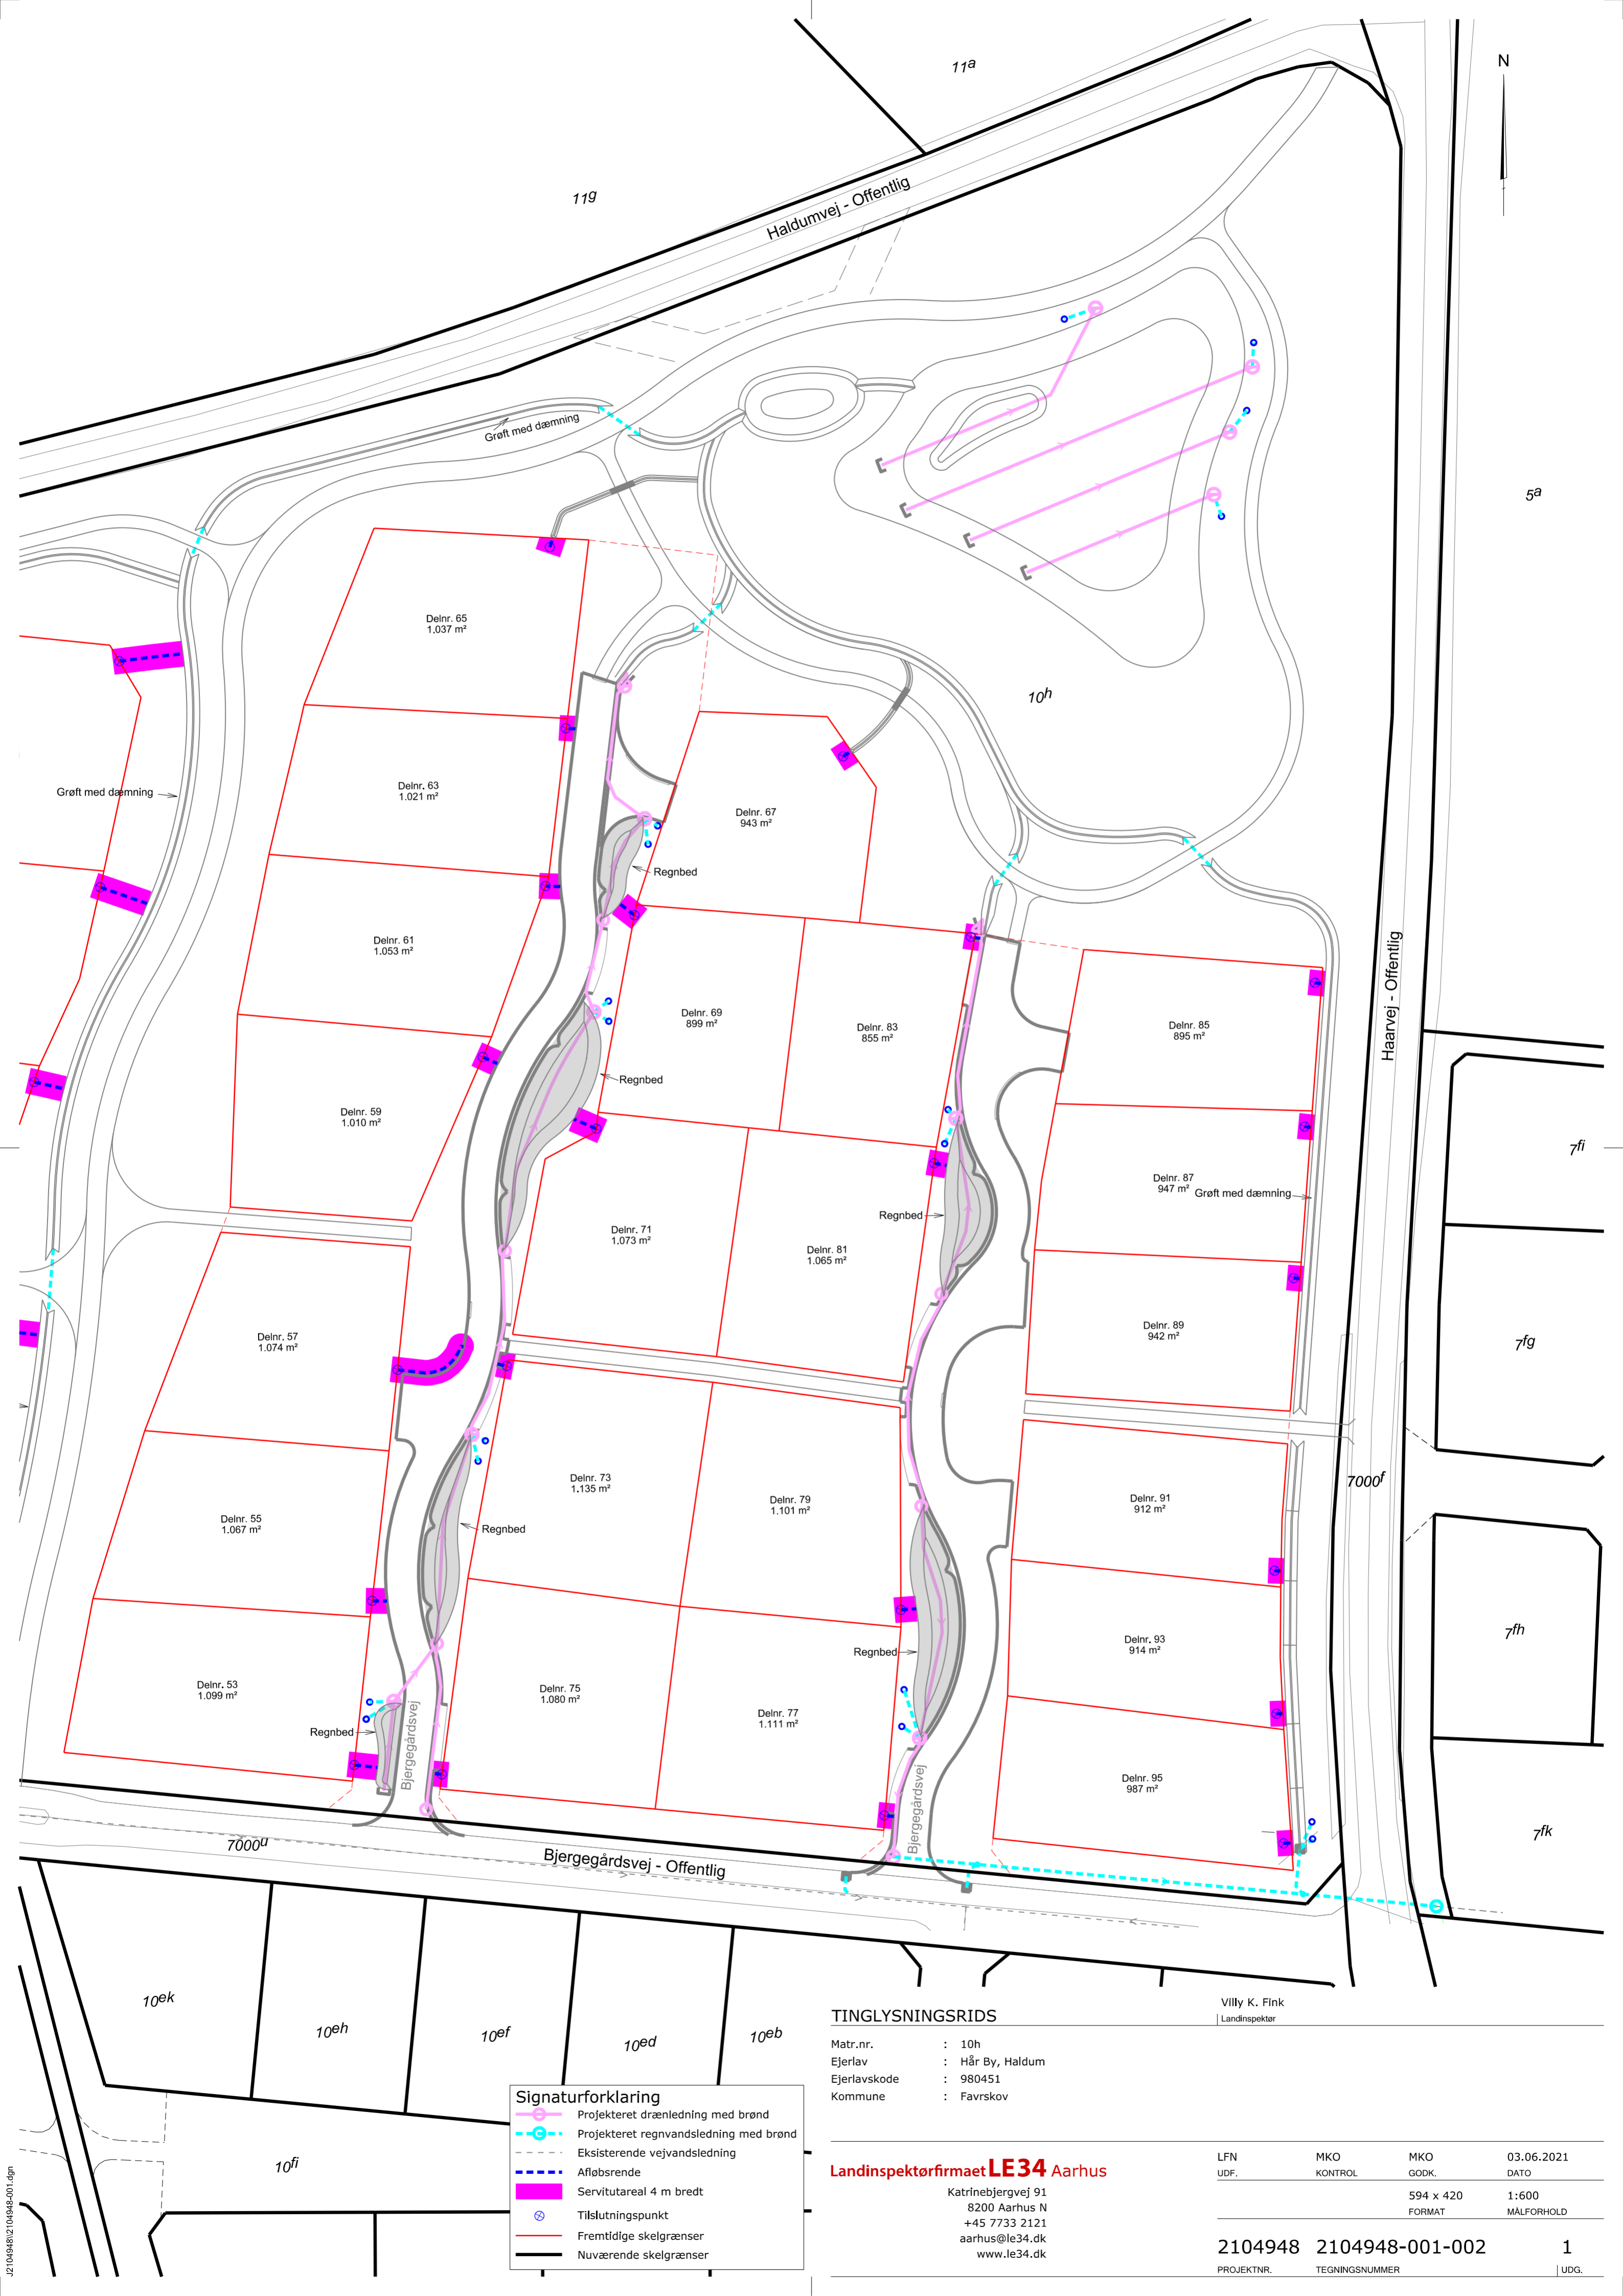 11a
N
11g
Haldumvej - Offentlig
Grøft med dæmning
5a
Delnr. 65
1.037 m²
10h
Delnr. 63
1.021 m²
Grøft med dæmning
Delnr. 67
943 m²
Regnbed
Delnr. 61
1.053 m²
Haarvej - Offentlig
Delnr. 69
899 m²
Delnr. 83
855 m²
Delnr. 85
895 m²
Regnbed
Delnr. 59
1.010 m²
7fi
Delnr. 87
947 m²
Grøft med dæmning
Regnbed
Delnr. 71
1.073 m²
Delnr. 81
1.065 m²
Delnr. 57
1.074 m²
Delnr. 89
942 m²
7fg
Delnr. 73
1.135 m²
Delnr. 79
1.101 m²
Delnr. 91
912 m²
7000f
Delnr. 55
1.067 m²
Regnbed
Delnr. 93
914 m²
7fh
Regnbed
Delnr. 53
1.099 m²
Delnr. 75
1.080 m²
Delnr. 77
1.111 m²
Regnbed
Bjergegårdsvej
Bjergegårdsvej
Delnr. 95
987 m²
7fk
7000u
Bjergegårdsvej - Offentlig
10ek
10eh
10ef
10ed
10eb
10fi
Signaturforklaring
Projekteret drænledning med brønd
Projekteret regnvandsledning med brønd
Eksisterende vejvandsledning
Afløbsrende
Servitutareal 4 m bredt
Tilslutningspunkt
Fremtidige skelgrænser
Nuværende skelgrænser
TINGLYSNINGSRIDS
Villy K. Fink
Landinspektør
Matr.nr. : 10h
Ejerlav : Hår By, Haldum
Ejerlavskode : 980451
Kommune : Favrskov
Landinspektørfirmaet LE34 Aarhus
Katrinebjergvej 91
8200 Aarhus N
+45 7733 2121
aarhus@le34.dk
www.le34.dk
LFN MKO MKO 03.06.2021
UDF. KONTROL GODK. DATO
594 x 420 1:600
FORMAT MÅLFORHOLD
2104948 2104948-001-002 1
PROJEKTNR. TEGNINGSNUMMER UDG.
J2104948\\2104948-001.dgn